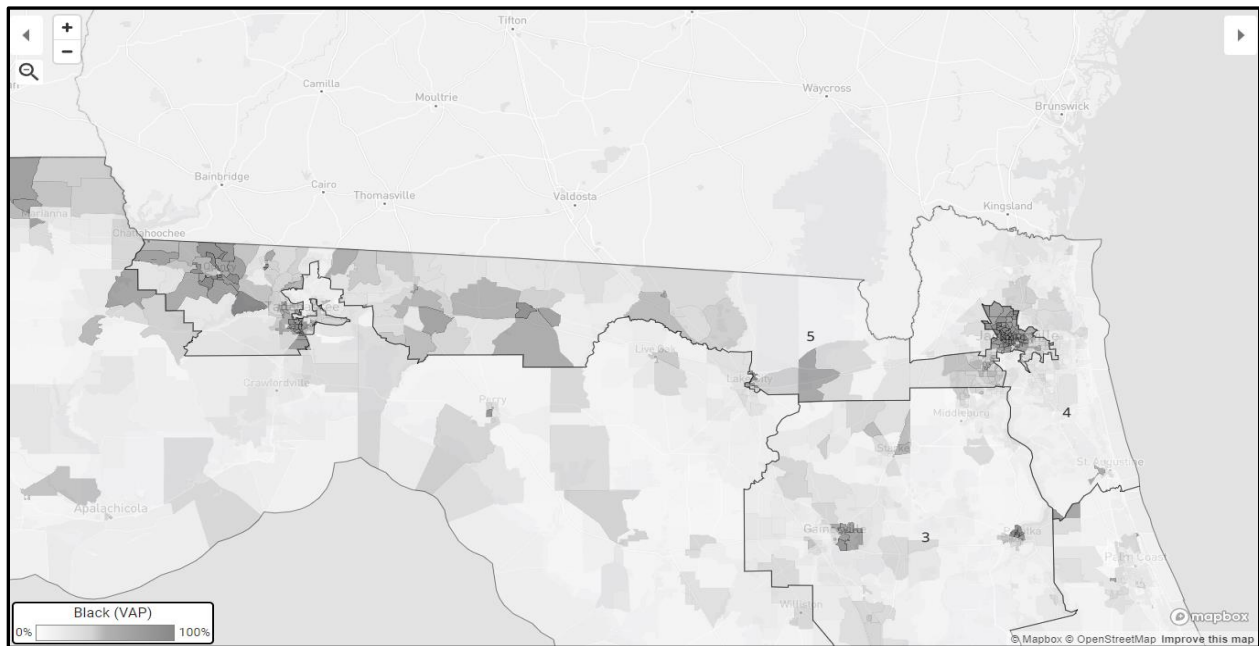 +
−
Tifton
Camilla
Moultrie
Waycross
Brunswick
Bainbridge
Cairo
Thomasville
Valdosta
Kingsland
Marianna
Chattahoochee
5
Live Oak
Lake City
Crawfordville
Perry
Middleburg
4
Starke
St. Augustine
Apalachicola
Gainesville
3
Palatka
Palm Coast
Williston
Black (VAP)
0% 100%
mapbox
© Mapbox © OpenStreetMap Improve this map